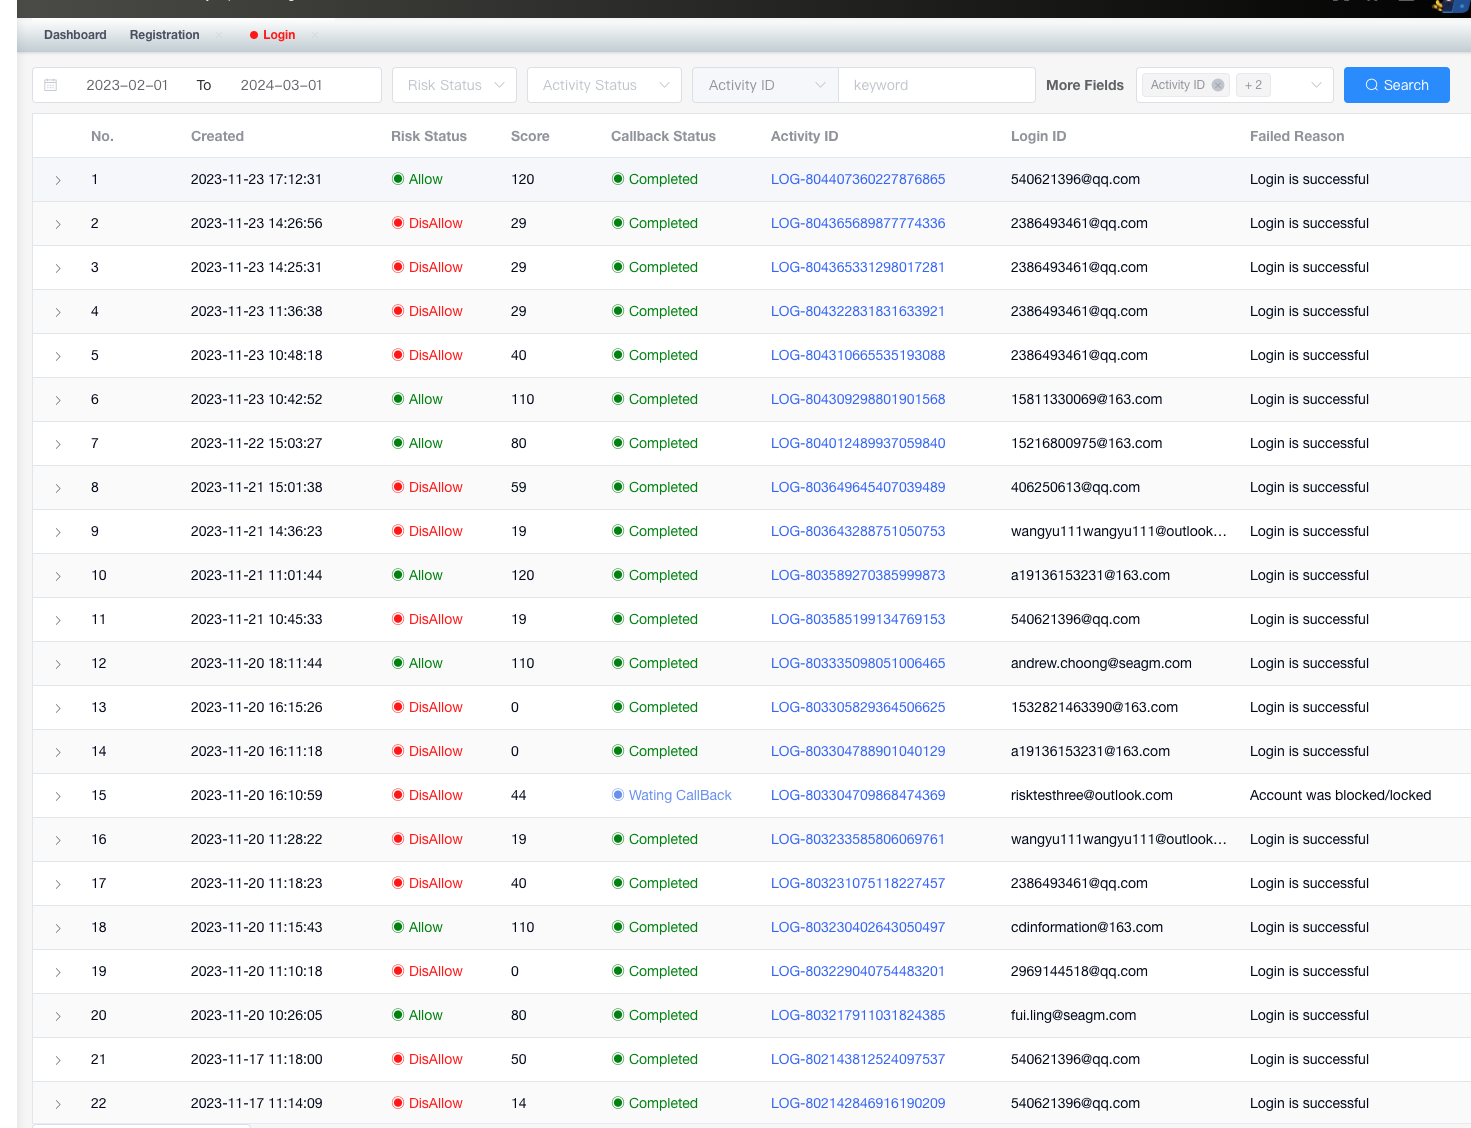 Dashboard Registration Login
2023-02-01 To 2024-03-01 Risk Status Activity Status Activity ID keyword More Fields Activity ID + 2 Search
No. Created Risk Status Score Callback Status Activity ID Login ID Failed Reason
1 2023-11-23 17:12:31 Allow 120 Completed LOG-804407360227876865 540621396@qq.com Login is successful
2 2023-11-23 14:26:56 DisAllow 29 Completed LOG-804365689877774336 2386493461@qq.com Login is successful
3 2023-11-23 14:25:31 DisAllow 29 Completed LOG-804365331298017281 2386493461@qq.com Login is successful
4 2023-11-23 11:36:38 DisAllow 29 Completed LOG-804322831831633921 2386493461@qq.com Login is successful
5 2023-11-23 10:48:18 DisAllow 40 Completed LOG-804310665535193088 2386493461@qq.com Login is successful
6 2023-11-23 10:42:52 Allow 110 Completed LOG-804309298801901568 15811330069@163.com Login is successful
7 2023-11-22 15:03:27 Allow 80 Completed LOG-804012489937059840 15216800975@163.com Login is successful
8 2023-11-21 15:01:38 DisAllow 59 Completed LOG-803649645407039489 406250613@qq.com Login is successful
9 2023-11-21 14:36:23 DisAllow 19 Completed LOG-803643288751050753 wangyu111wangyu111@outlook... Login is successful
10 2023-11-21 11:01:44 Allow 120 Completed LOG-803589270385999873 a19136153231@163.com Login is successful
11 2023-11-21 10:45:33 DisAllow 19 Completed LOG-803585199134769153 540621396@qq.com Login is successful
12 2023-11-20 18:11:44 Allow 110 Completed LOG-803335098051006465 andrew.choong@seagm.com Login is successful
13 2023-11-20 16:15:26 DisAllow 0 Completed LOG-803305829364506625 1532821463390@163.com Login is successful
14 2023-11-20 16:11:18 DisAllow 0 Completed LOG-803304788901040129 a19136153231@163.com Login is successful
15 2023-11-20 16:10:59 DisAllow 44 Wating CallBack LOG-803304709868474369 risktesthree@outlook.com Account was blocked/locked
16 2023-11-20 11:28:22 DisAllow 19 Completed LOG-803233585806069761 wangyu111wangyu111@outlook... Login is successful
17 2023-11-20 11:18:23 DisAllow 40 Completed LOG-803231075118227457 2386493461@qq.com Login is successful
18 2023-11-20 11:15:43 Allow 110 Completed LOG-803230402643050497 cdinformation@163.com Login is successful
19 2023-11-20 11:10:18 DisAllow 0 Completed LOG-803229040754483201 2969144518@qq.com Login is successful
20 2023-11-20 10:26:05 Allow 80 Completed LOG-803217911031824385 fui.ling@seagm.com Login is successful
21 2023-11-17 11:18:00 DisAllow 50 Completed LOG-802143812524097537 540621396@qq.com Login is successful
22 2023-11-17 11:14:09 DisAllow 14 Completed LOG-802142846916190209 540621396@qq.com Login is successful